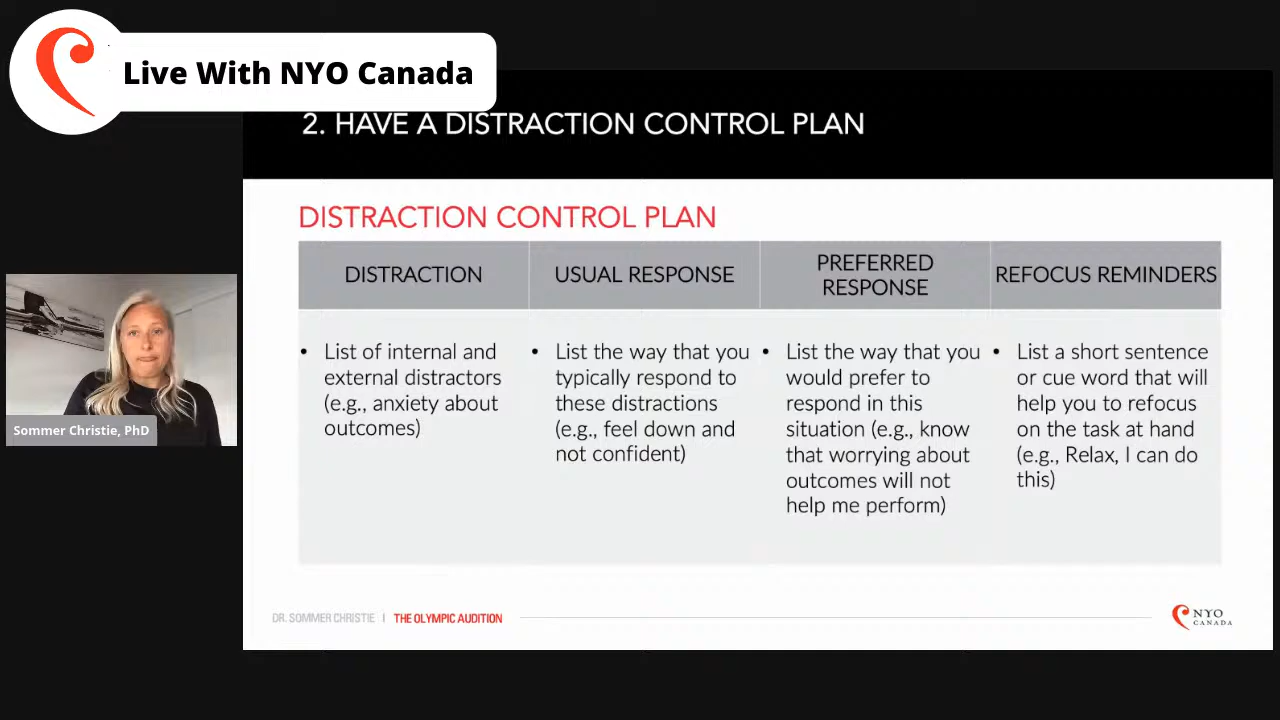 Live With NYO Canada
2. HAVE A DISTRACTION CONTROL PLAN
DISTRACTION CONTROL PLAN
DISTRACTION
USUAL RESPONSE
PREFERRED
RESPONSE
REFOCUS REMINDERS
• List of internal and
external distractors
(e.g., anxiety about
outcomes)
• List the way that you
typically respond to
these distractions
(e.g., feel down and
not confident)
• List the way that you
would prefer to
respond in this
situation (e.g., know
that worrying about
outcomes will not
help me perform)
• List a short sentence
or cue word that will
help you to refocus
on the task at hand
(e.g., Relax, I can do
this)
Sommer Christie, PhD
DR. SOMMER CHRISTIE | THE OLYMPIC AUDITION
NYO
CANADA